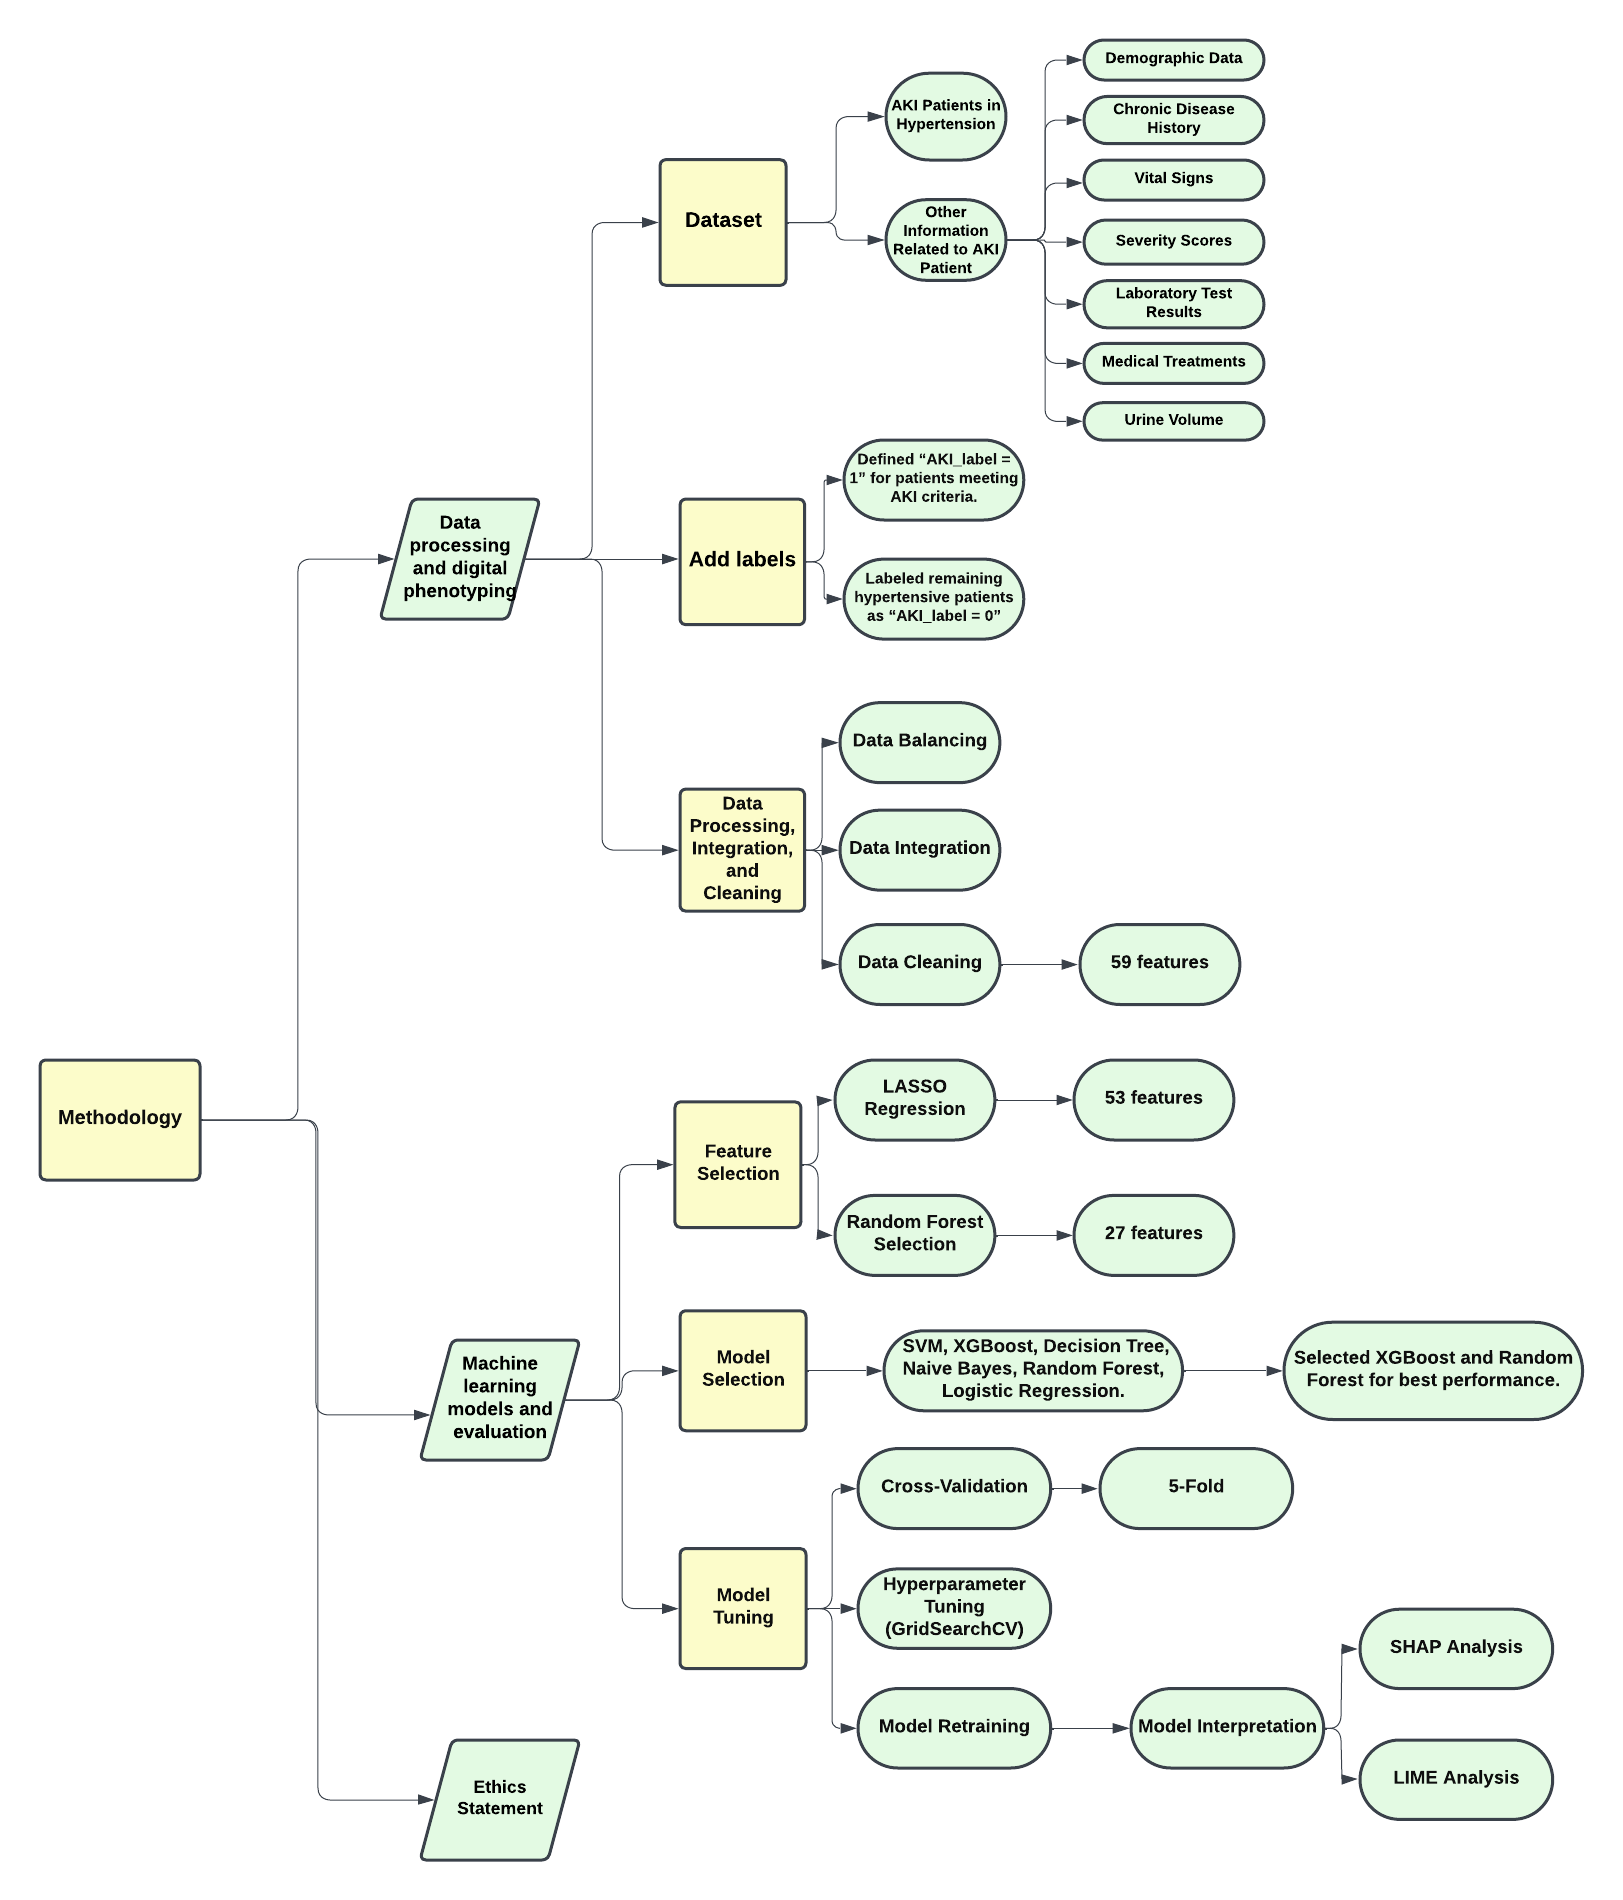 Demographic Data
AKI Patients in
Hypertension
Chronic Disease
History
Vital Signs
Dataset
Other
Information
Related to AKI
Patient
Severity Scores
Laboratory Test
Results
Medical Treatments
Urine Volume
Data
processing
and digital
phenotyping
Add labels
Defined “AKI_label =
1” for patients meeting
AKI criteria.
Labeled remaining
hypertensive patients
as “AKI_label = 0”
Data
Processing,
Integration,
and
Cleaning
Data Balancing
Data Integration
Data Cleaning
59 features
Methodology
Feature
Selection
LASSO
Regression
53 features
Random Forest
Selection
27 features
Machine
learning
models and
evaluation
Model
Selection
SVM, XGBoost, Decision Tree,
Naive Bayes, Random Forest,
Logistic Regression.
Selected XGBoost and Random
Forest for best performance.
Model
Tuning
Cross-Validation
5-Fold
Hyperparameter
Tuning
(GridSearchCV)
Model Retraining
Model Interpretation
SHAP Analysis
LIME Analysis
Ethics
Statement